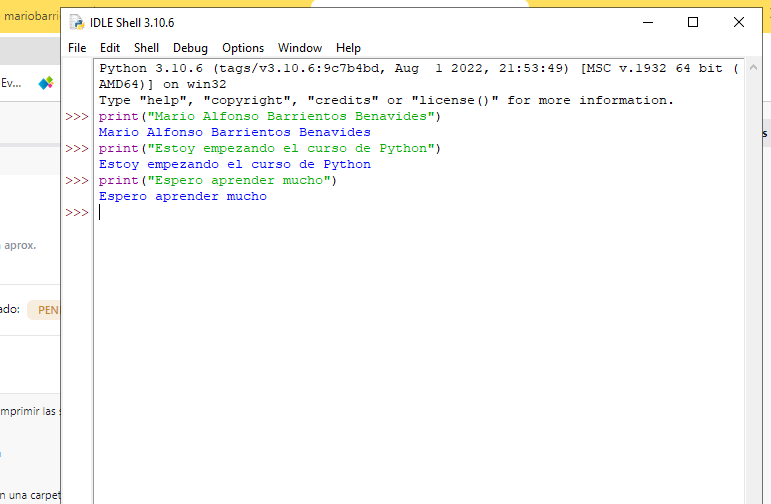 mariobarri
IDLE Shell 3.10.6
File Edit Shell Debug Options Window Help
Ev...
Python 3.10.6 (tags/v3.10.6:9c7b4bd, Aug  1 2022, 21:53:49) [MSC v.1932 64 bit (
AMD64)] on win32
Type "help", "copyright", "credits" or "license()" for more information.
>>> print("Mario Alfonso Barrientos Benavides")
Mario Alfonso Barrientos Benavides
>>> print("Estoy empezando el curso de Python")
Estoy empezando el curso de Python
>>> print("Espero aprender mucho")
Espero aprender mucho
>>>
aprox.
ado: PEN
mprimir las s
n una carpet